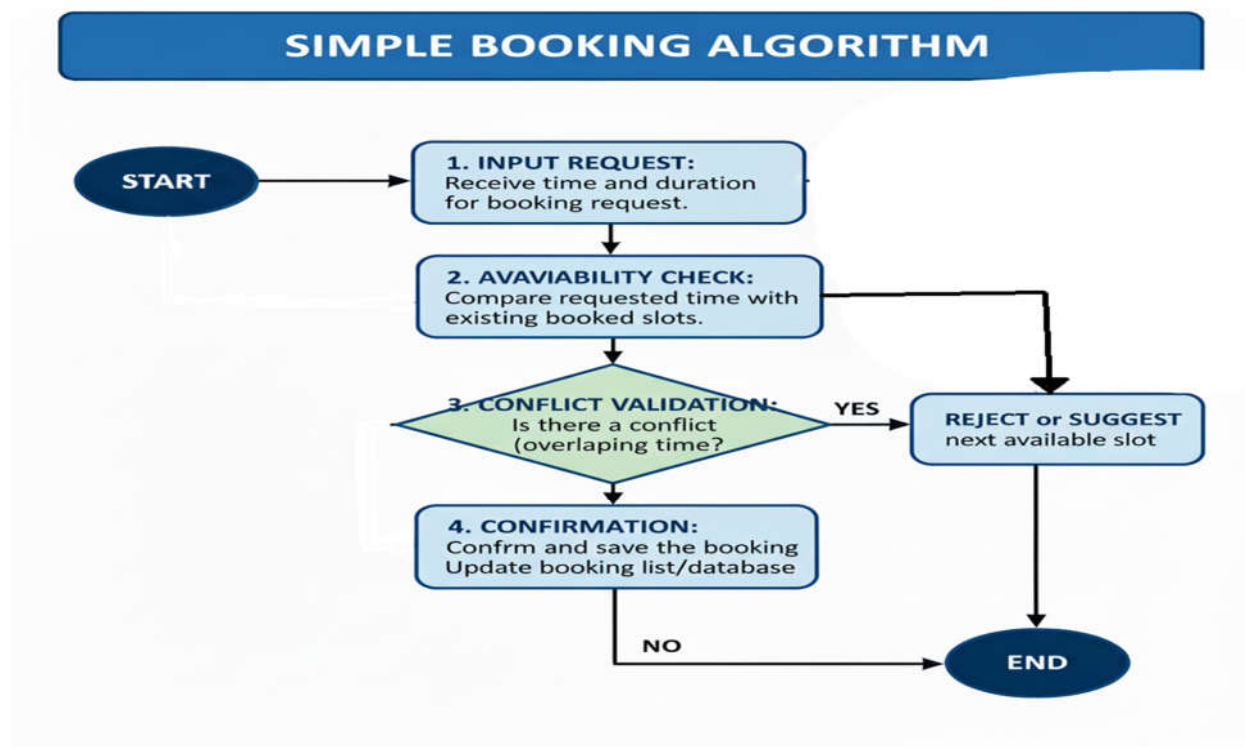 SIMPLE BOOKING ALGORITHM
START
1. INPUT REQUEST:
Receive time and duration
for booking request.
2. AVAVIABILITY CHECK:
Compare requested time with
existing booked slots.
3. CONFLICT VALIDATION:
Is there a conflict
(overlaping time?
YES
REJECT or SUGGEST
next available slot
4. CONFIRMATION:
Confrm and save the booking
Update booking list/database
NO
END